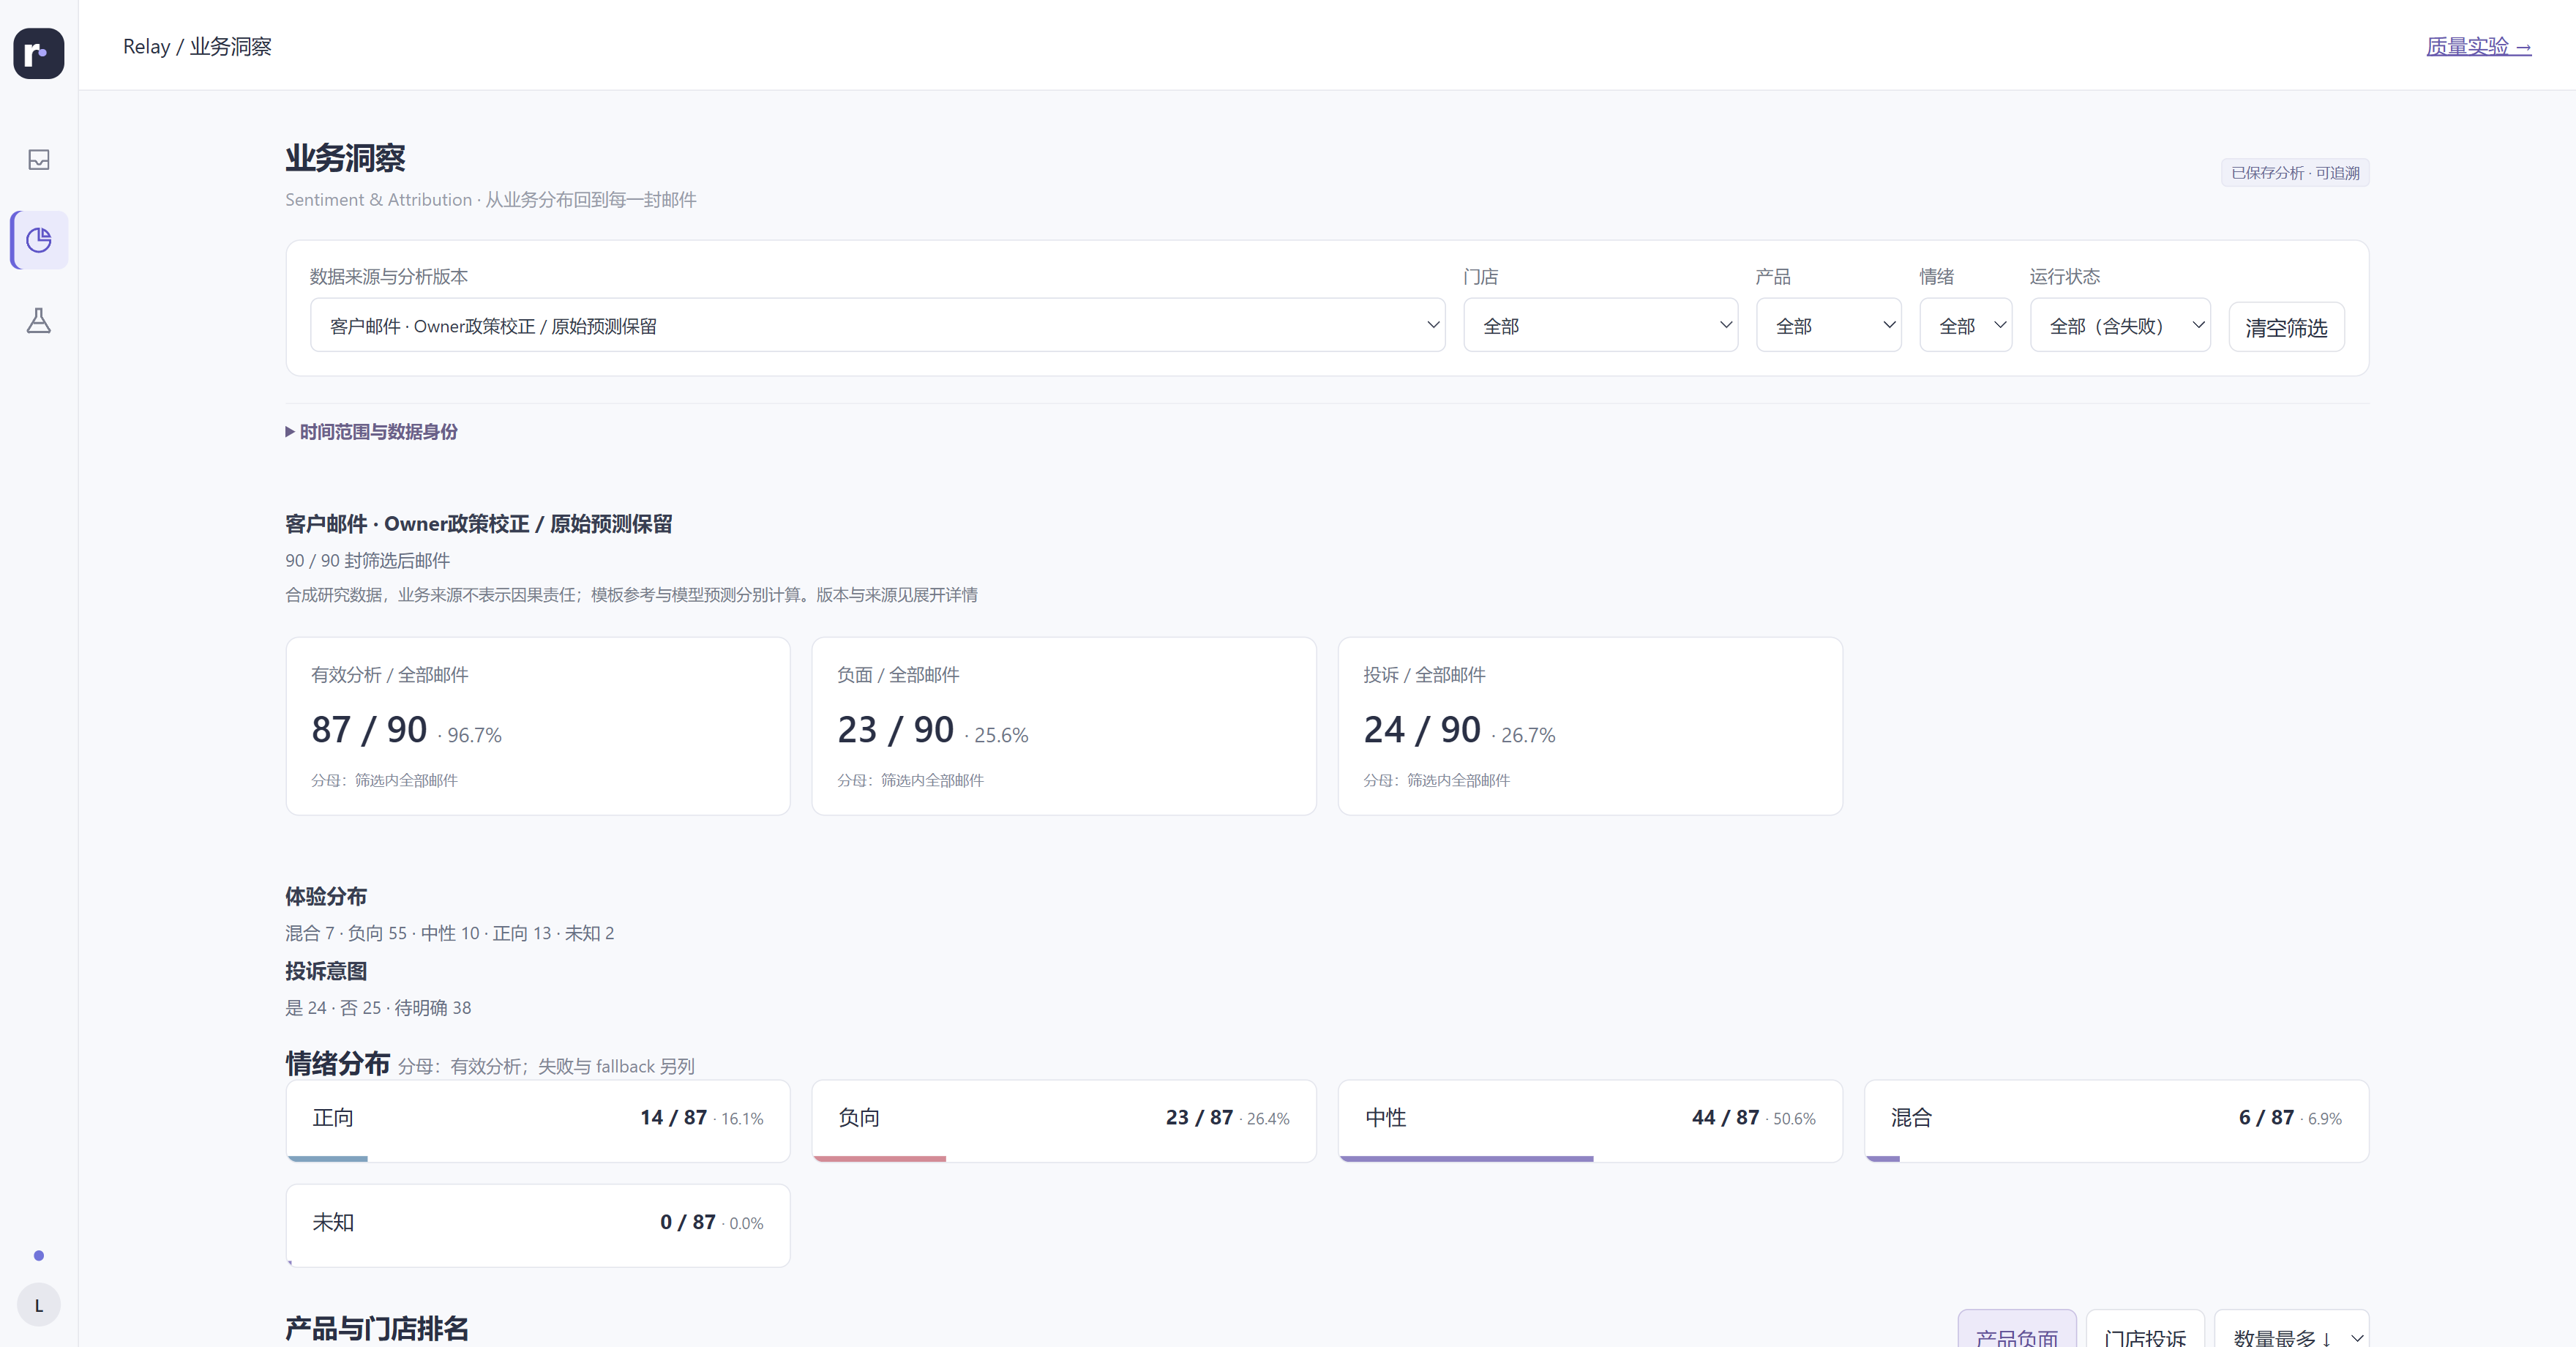 r
Relay / 业务洞察
质量实验 →
业务洞察
Sentiment & Attribution · 从业务分布回到每一封邮件
已保存分析 · 可追溯
数据来源与分析版本
门店
产品
情绪
运行状态
客户邮件 · Owner政策校正 / 原始预测保留
全部
全部
全部
全部（含失败）
清空筛选
时间范围与数据身份
客户邮件 · Owner政策校正 / 原始预测保留
90 / 90 封筛选后邮件
合成研究数据，业务来源不表示因果责任；模板参考与模型预测分别计算。版本与来源见展开详情
有效分析 / 全部邮件
87 / 90 · 96.7%
分母：筛选内全部邮件
负面 / 全部邮件
23 / 90 · 25.6%
分母：筛选内全部邮件
投诉 / 全部邮件
24 / 90 · 26.7%
分母：筛选内全部邮件
体验分布
混合 7 · 负向 55 · 中性 10 · 正向 13 · 未知 2
投诉意图
是 24 · 否 25 · 待明确 38
情绪分布 分母：有效分析；失败与 fallback 另列
正向 14 / 87 · 16.1%
负向 23 / 87 · 26.4%
中性 44 / 87 · 50.6%
混合 6 / 87 · 6.9%
未知 0 / 87 · 0.0%
L
产品与门店排名
产品负面
门店投诉
数量最多 ↓